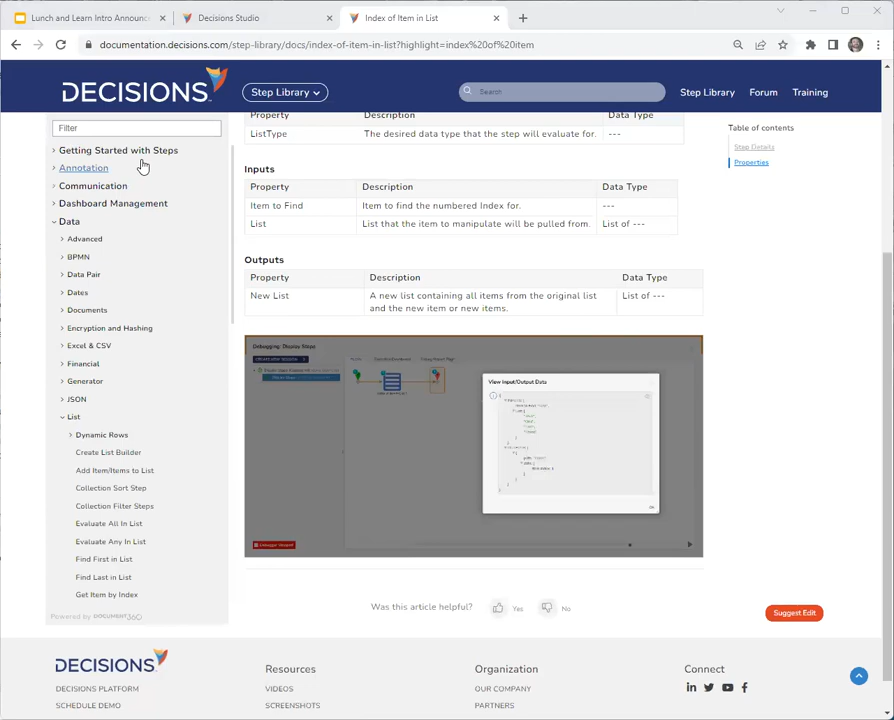 Lunch and Learn Intro Announc
Decisions Studio
Index of Item in List
documentation.decisions.com/step-library/docs/index-of-item-in-list?highlight=index%20of%20item
DECISIONS
Step Library
Search
Step Library
Forum
Training
Filter
Getting Started with Steps
Annotation
Communication
Dashboard Management
Data
Advanced
BPMN
Data Pair
Dates
Documents
Encryption and Hashing
Excel & CSV
Financial
Generator
JSON
List
Dynamic Rows
Create List Builder
Add Item/Items to List
Collection Sort Step
Collection Filter Steps
Evaluate All In List
Evaluate Any In List
Find First in List
Find Last in List
Get Item by Index
Powered by DOCUMENT360
Property Description Data Type
ListType The desired data type that the step will evaluate for. ---
Inputs
Property Description Data Type
Item to Find Item to find the numbered Index for. ---
List List that the item to manipulate will be pulled from. List of ---
Outputs
Property Description Data Type
New List A new list containing all items from the original list List of ---
and the new item or new items.
Debugging: Display Steps
View Input/Output Data
Table of contents
Step Details
Properties
Was this article helpful? Yes No
Suggest Edit
DECISIONS
DECISIONS PLATFORM
SCHEDULE DEMO
Resources
VIDEOS
SCREENSHOTS
Organization
OUR COMPANY
PARTNERS
Connect